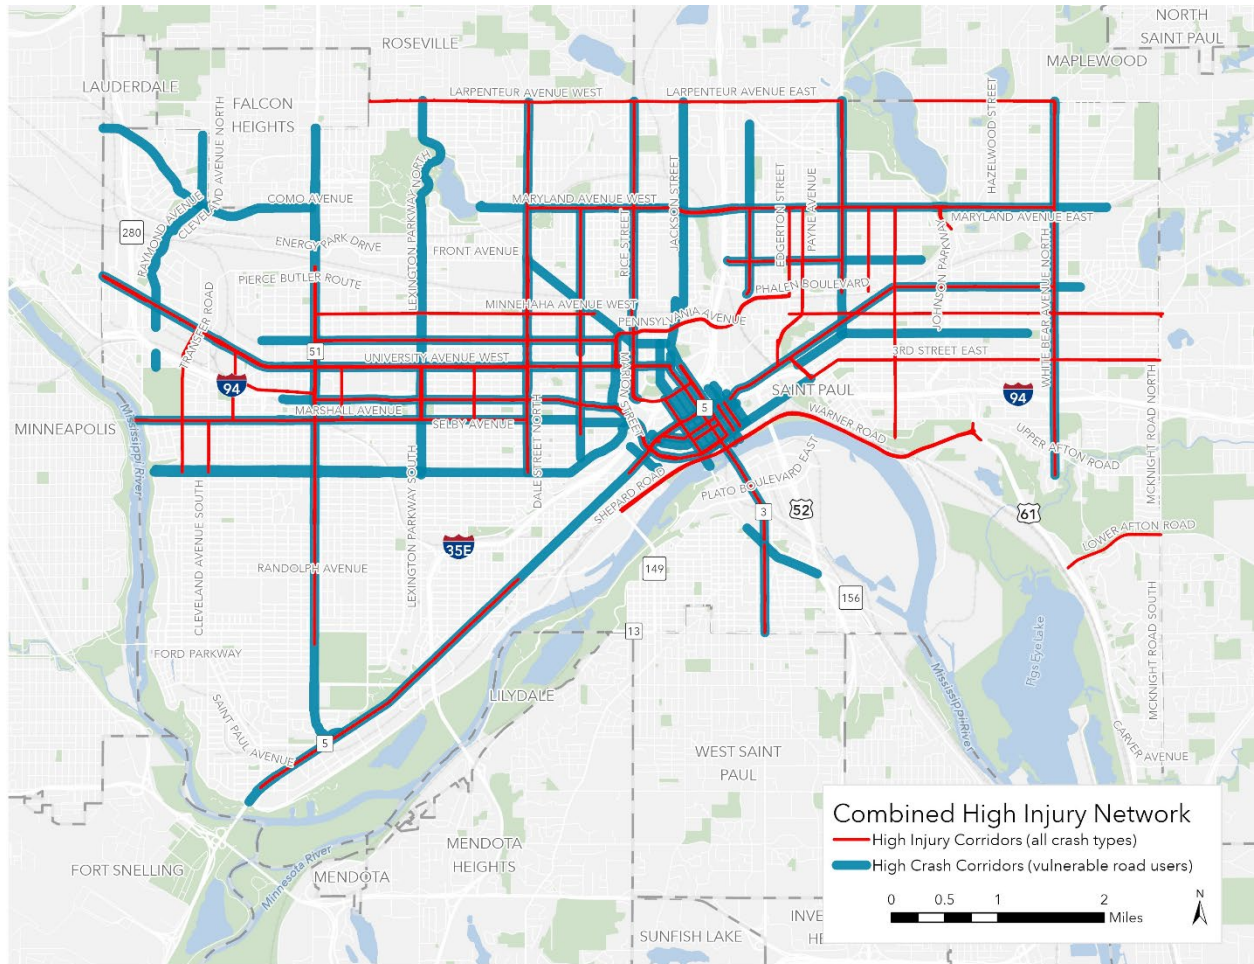 NORTH
SAINT PAUL
ROSEVILLE
MAPLEWOOD
LAUDERDALE
FALCON
HEIGHTS
LARPENTEUR AVENUE WEST
LARPENTEUR AVENUE EAST
HAZELWOOD STREET
CLEVELAND AVENUE NORTH
LEXINGTON PARKWAY NORTH
JACKSON STREET
EDGERTON STREET
PAYNE AVENUE
COMO AVENUE
MARYLAND AVENUE WEST
MARYLAND AVENUE EAST
RAYMOND AVENUE
CLEVELAND
280
ENERGY PARK DRIVE
FRONT AVENUE
RICE STREET
JOHNSON PARKWAY
WHITE BEAR AVENUE NORTH
PIERCE BUTLER ROUTE
PHALEN BOULEVARD
MINNEHAHA AVENUE WEST
PENNSYLVANIA AVENUE
TRANSFER ROAD
51
UNIVERSITY AVENUE WEST
MARION STREET
3RD STREET EAST
94
SAINT PAUL
94
MARSHALL AVENUE
SELBY AVENUE
5
WARNER ROAD
MINNEAPOLIS
Mississippi River
DALE STREET NORTH
UPPER AFTON ROAD
MCKNIGHT ROAD NORTH
CLEVELAND AVENUE SOUTH
LEXINGTON PARKWAY SOUTH
SHEPARD ROAD
PLATO BOULEVARD EAST
3
52
61
LOWER AFTON ROAD
35E
RANDOLPH AVENUE
149
156
13
FORD PARKWAY
MCKNIGHT ROAD SOUTH
Pigs Eye Lake
Mississippi River
SAINT PAUL AVENUE
LILYDALE
5
WEST SAINT
PAUL
CARVER AVENUE
Combined High Injury Network
High Injury Corridors (all crash types)
High Crash Corridors (vulnerable road users)
0 0.5 1 2
Miles
N
MENDOTA
HEIGHTS
FORT SNELLING
MENDOTA
Minnesota River
SUNFISH LAKE
INVE
HE